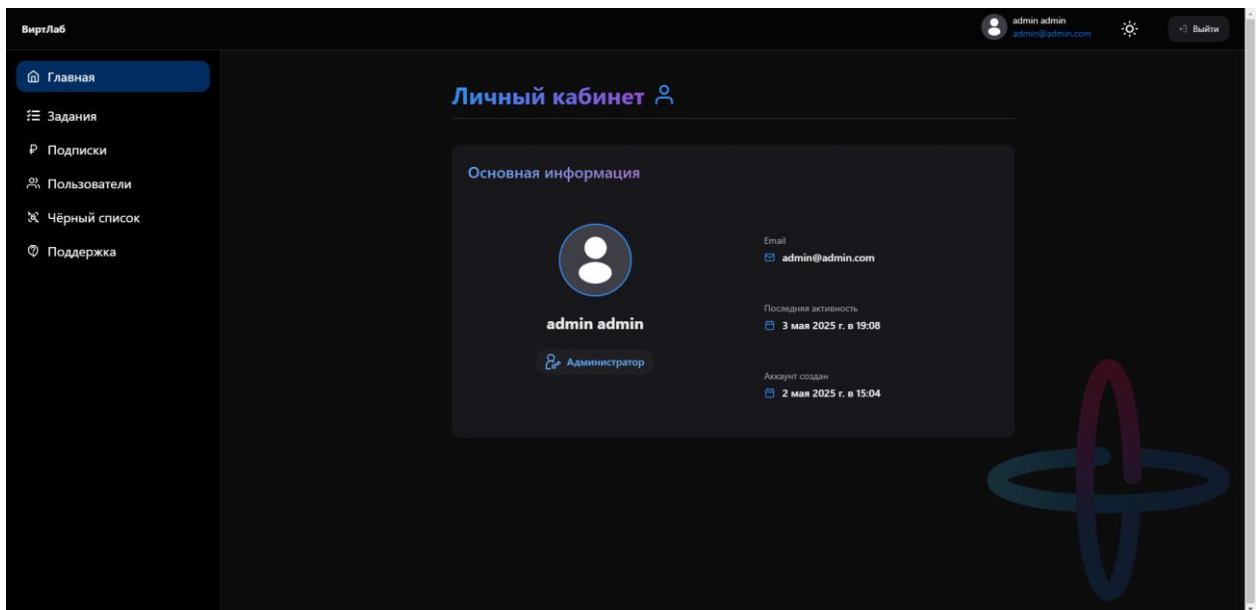 ВиртЛаб
admin admin
admin@admin.com
Выйти
Главная
Задания
Подписки
Пользователи
Чёрный список
Поддержка
Личный кабинет
Основная информация
admin admin
Администратор
Email
admin@admin.com
Последняя активность
3 мая 2025 г. в 19:08
Аккаунт создан
2 мая 2025 г. в 15:04